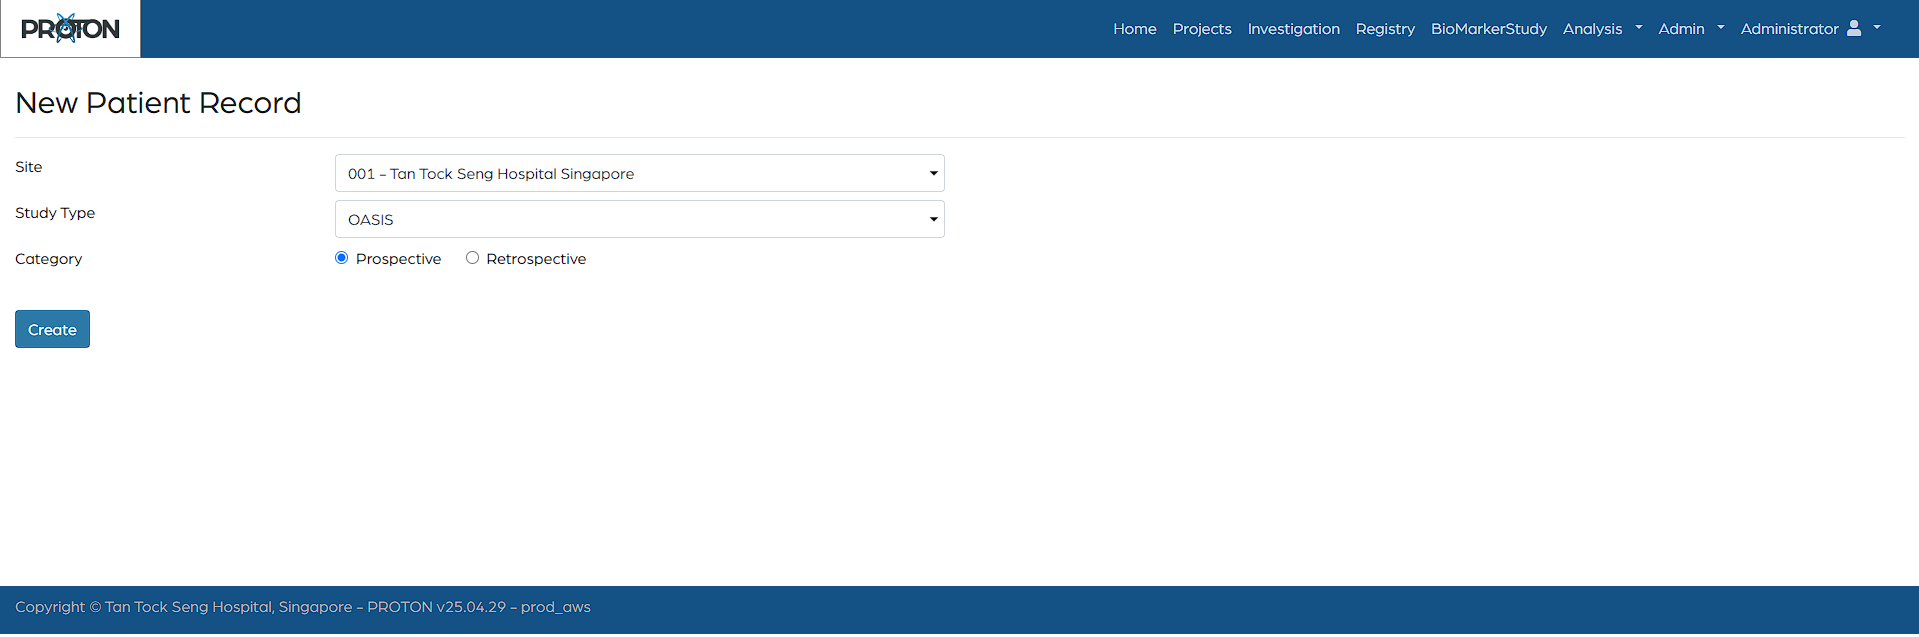 PROTON
Home Projects Investigation Registry BioMarkerStudy Analysis Admin Administrator
New Patient Record
Site 001 - Tan Tock Seng Hospital Singapore
Study Type OASIS
Category Prospective Retrospective
Create
Copyright © Tan Tock Seng Hospital, Singapore - PROTON v25.04.29 - prod_aws